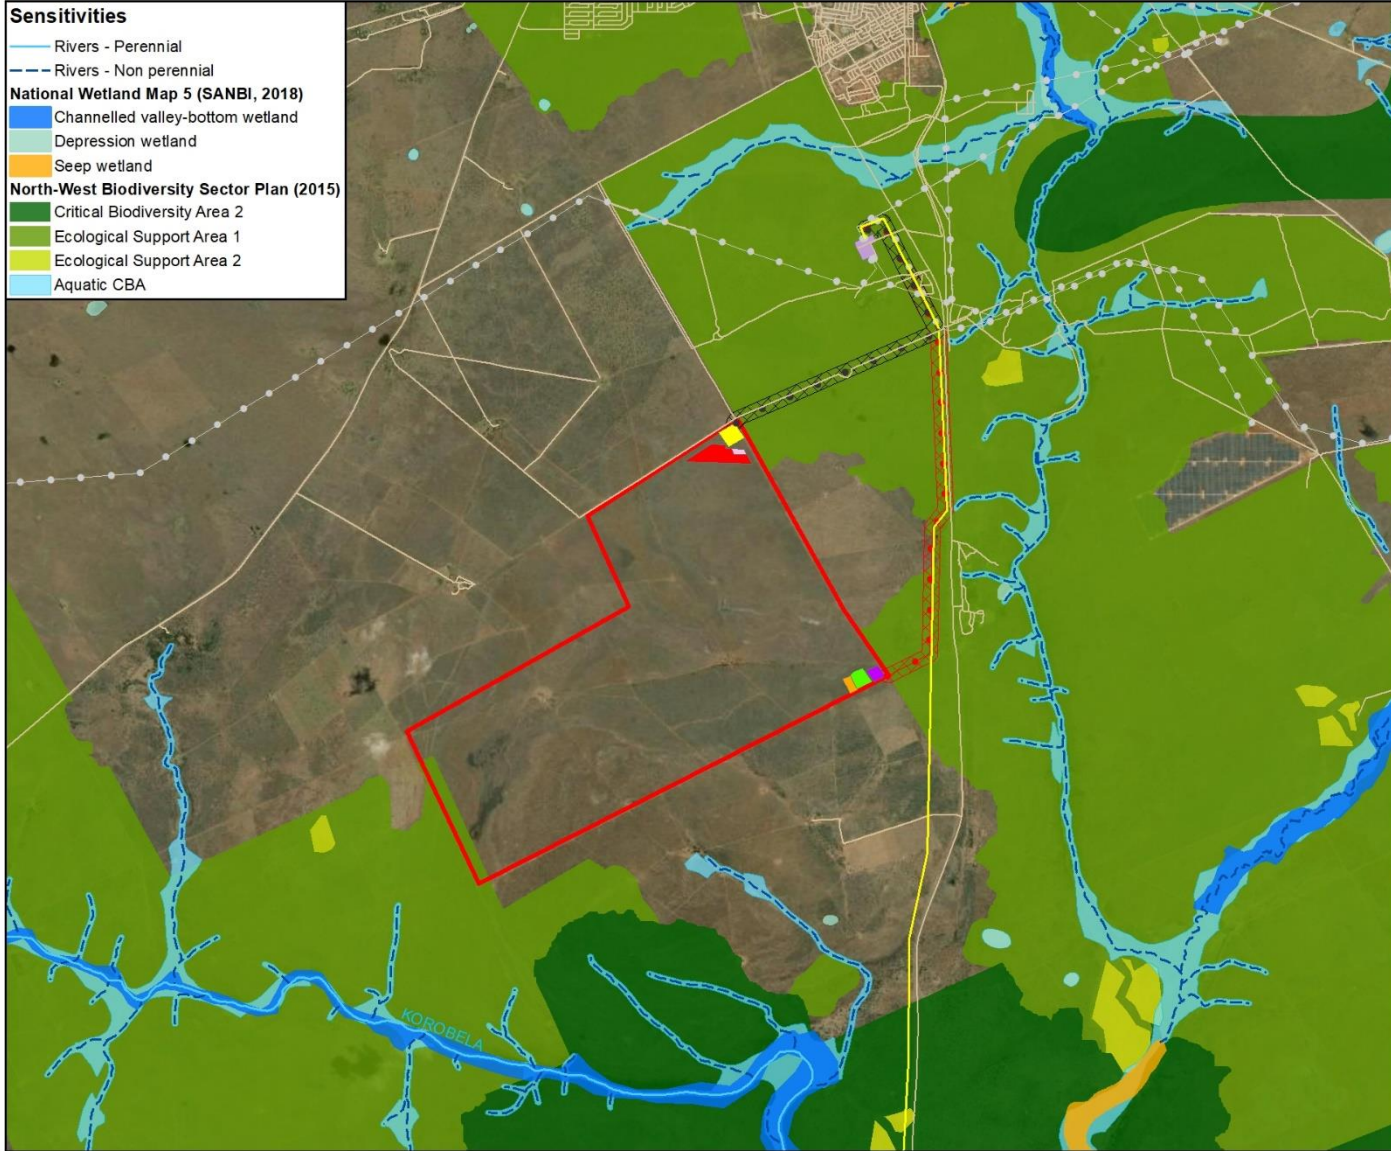 Sensitivities
Rivers - Perennial
Rivers - Non perennial
National Wetland Map 5 (SANBI, 2018)
Channelled valley-bottom wetland
Depression wetland
Seep wetland
North-West Biodiversity Sector Plan (2015)
Critical Biodiversity Area 2
Ecological Support Area 1
Ecological Support Area 2
Aquatic CBA
KOROBELA